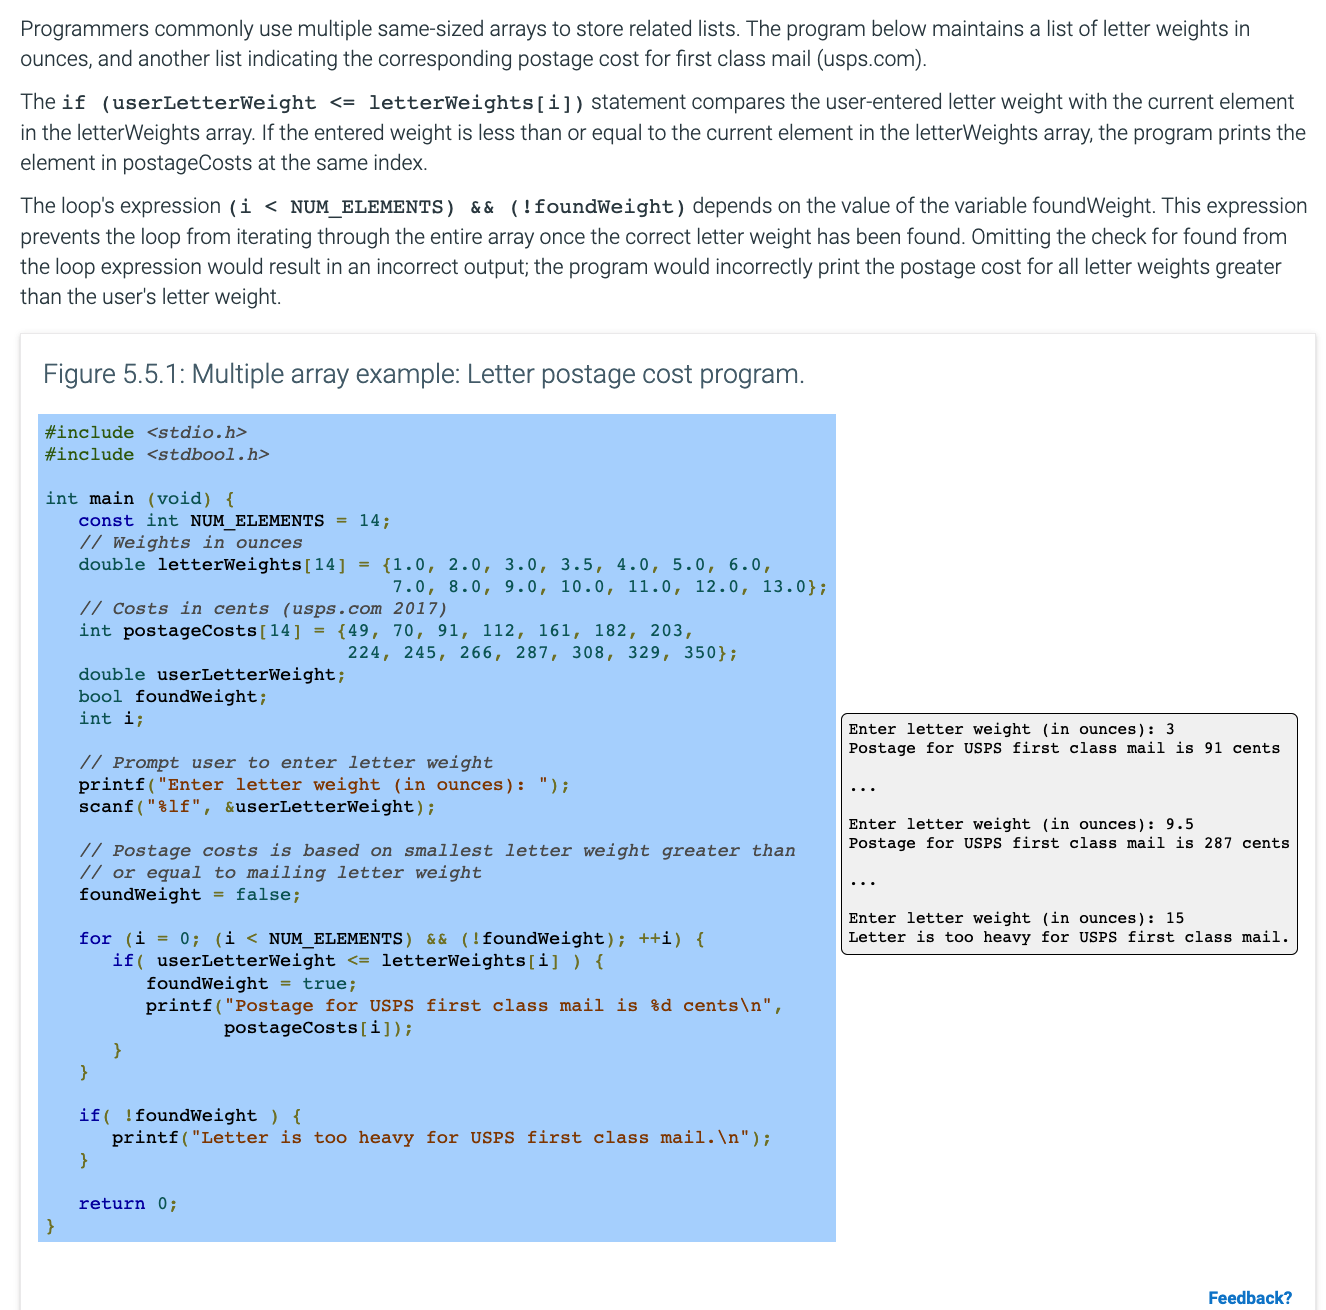 Programmers commonly use multiple same-sized arrays to store related lists. The program below maintains a list of letter weights in
ounces, and another list indicating the corresponding postage cost for first class mail (usps.com).
The if (userLetterWeight <= letterWeights[i]) statement compares the user-entered letter weight with the current element
in the letterWeights array. If the entered weight is less than or equal to the current element in the letterWeights array, the program prints the
element in postageCosts at the same index.
The loop's expression (i < NUM_ELEMENTS) && (!foundWeight) depends on the value of the variable foundWeight. This expression
prevents the loop from iterating through the entire array once the correct letter weight has been found. Omitting the check for found from
the loop expression would result in an incorrect output; the program would incorrectly print the postage cost for all letter weights greater
than the user's letter weight.
Figure 5.5.1: Multiple array example: Letter postage cost program.
#include <stdio.h>
#include <stdbool.h>
int main (void) {
   const int NUM_ELEMENTS = 14;
   // Weights in ounces
   double letterWeights[14] = {1.0, 2.0, 3.0, 3.5, 4.0, 5.0, 6.0,
                               7.0, 8.0, 9.0, 10.0, 11.0, 12.0, 13.0};
   // Costs in cents (usps.com 2017)
   int postageCosts[14] = {49, 70, 91, 112, 161, 182, 203,
                           224, 245, 266, 287, 308, 329, 350};
   double userLetterWeight;
   bool foundWeight;
   int i;
   // Prompt user to enter letter weight
   printf("Enter letter weight (in ounces): ");
   scanf("%lf", &userLetterWeight);
   // Postage costs is based on smallest letter weight greater than
   // or equal to mailing letter weight
   foundWeight = false;
   for (i = 0; (i < NUM_ELEMENTS) && (!foundWeight); ++i) {
      if( userLetterWeight <= letterWeights[i] ) {
         foundWeight = true;
         printf("Postage for USPS first class mail is %d cents\n",
                postageCosts[i]);
      }
   }
   if( !foundWeight ) {
      printf("Letter is too heavy for USPS first class mail.\n");
   }
   return 0;
}
Enter letter weight (in ounces): 3
Postage for USPS first class mail is 91 cents
...
Enter letter weight (in ounces): 9.5
Postage for USPS first class mail is 287 cents
...
Enter letter weight (in ounces): 15
Letter is too heavy for USPS first class mail.
Feedback?